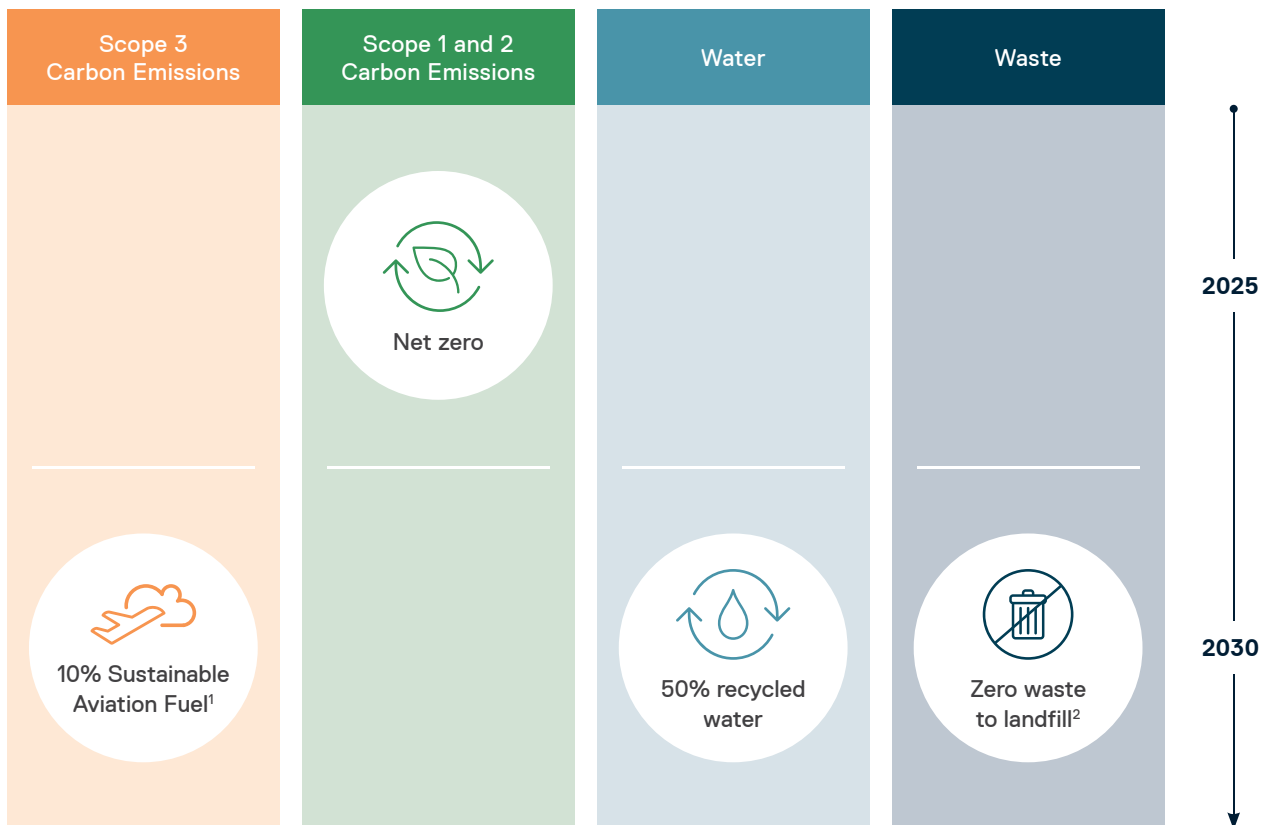 Scope 3
Carbon Emissions
Scope 1 and 2
Carbon Emissions
Water
Waste
Net zero
2025
10% Sustainable
Aviation Fuel¹
50% recycled
water
Zero waste
to landfill²
2030